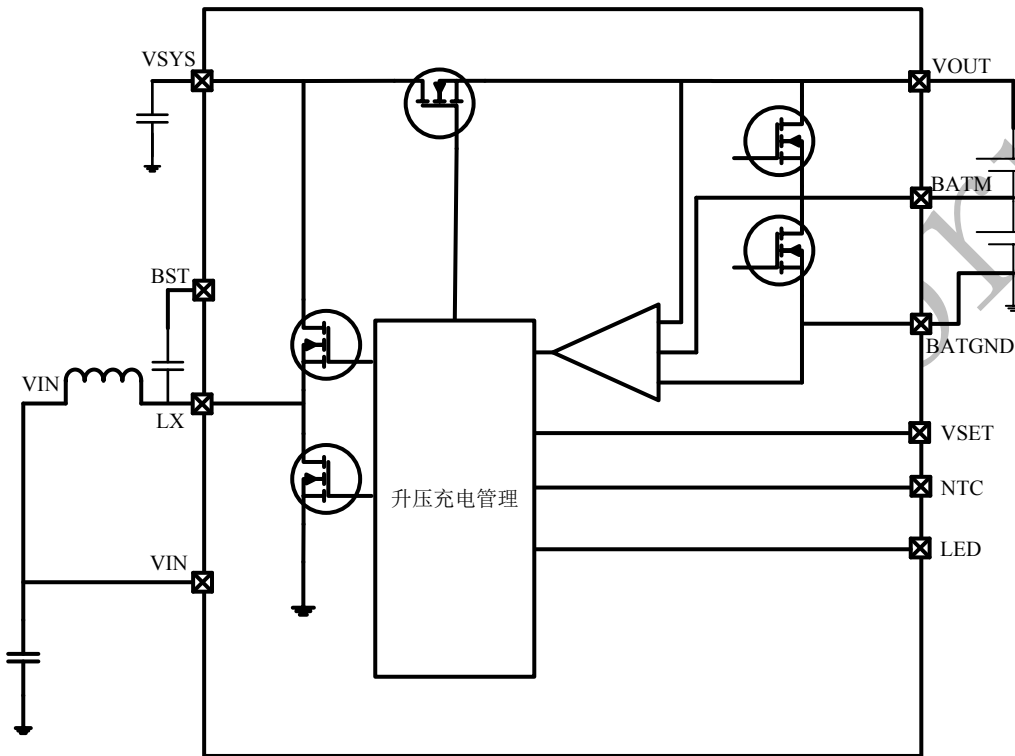 VSYS
VOUT
BATM
BST
BATGND
VIN
LX
VSET
升压充电管理
NTC
LED
VIN